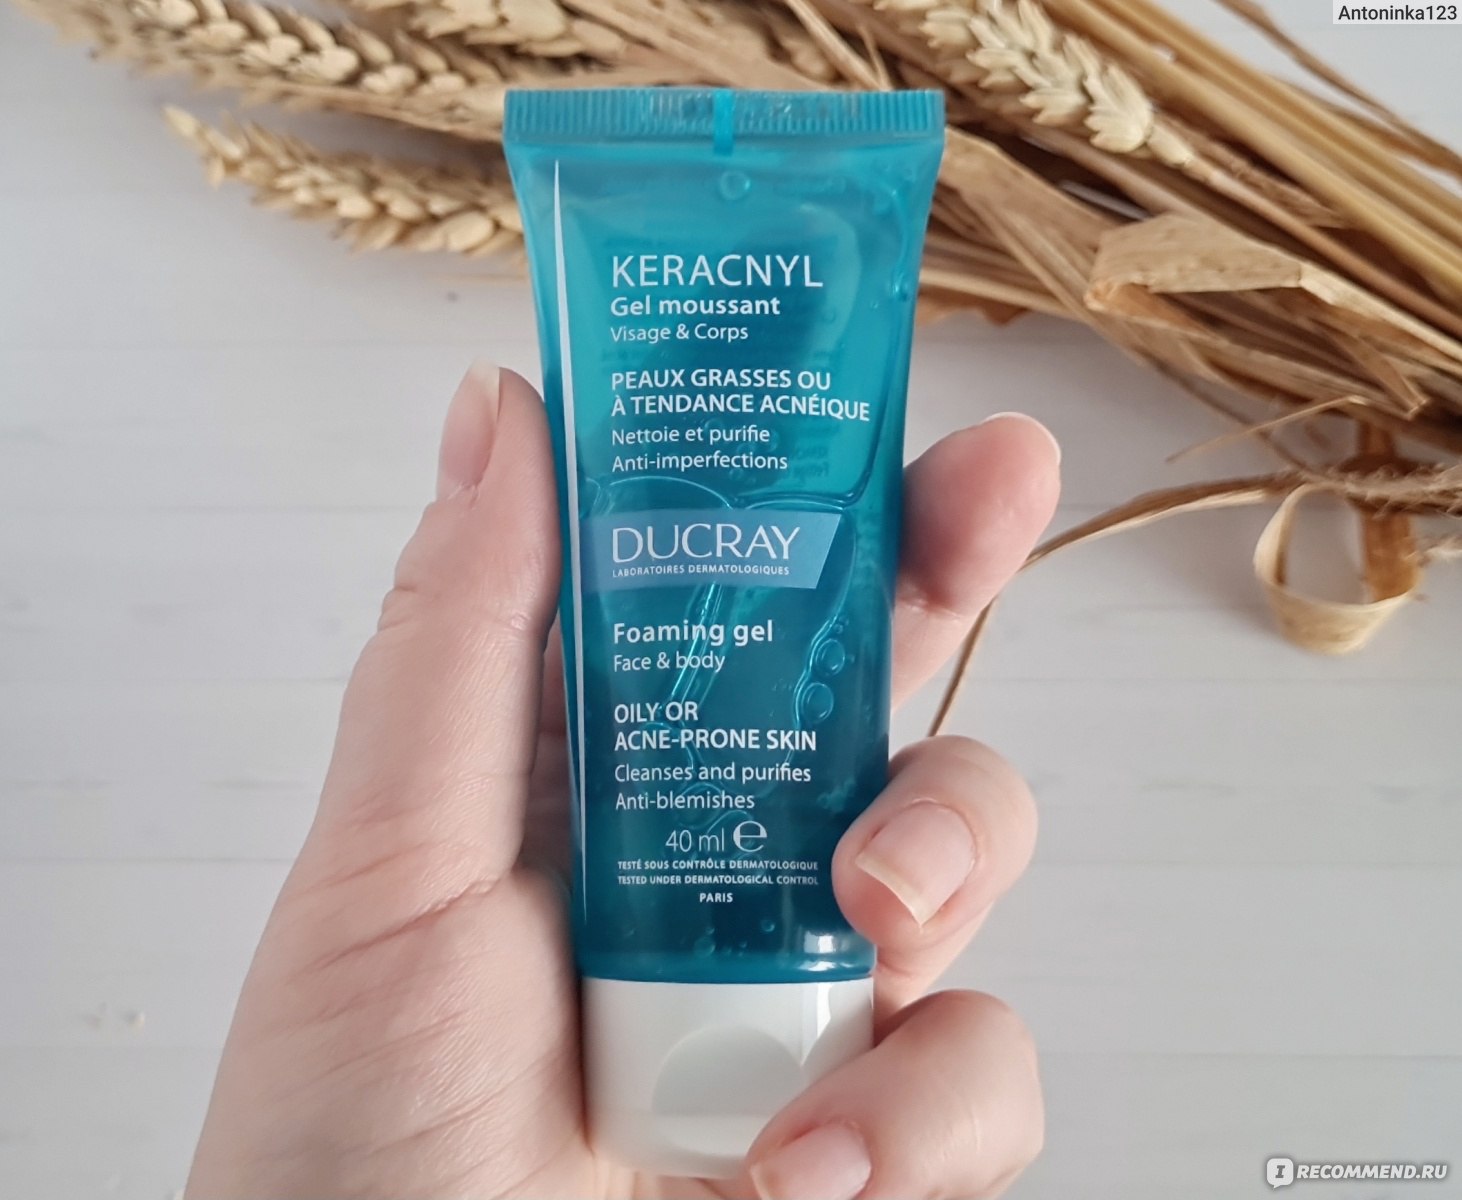 Antoninka123
KERACNYL
Gel moussant
Visage & Corps
PEAUX GRASSES OU
À TENDANCE ACNÉIQUE
Nettoie et purifie
Anti-imperfections
DUCRAY
LABORATOIRES DERMATOLOGIQUES
Foaming gel
Face & body
OILY OR
ACNE-PRONE SKIN
Cleanses and purifies
Anti-blemishes
40 ml ℮
TESTÉ SOUS CONTRÔLE DERMATOLOGIQUE
TESTED UNDER DERMATOLOGICAL CONTROL
PARIS
IRECOMMEND.RU